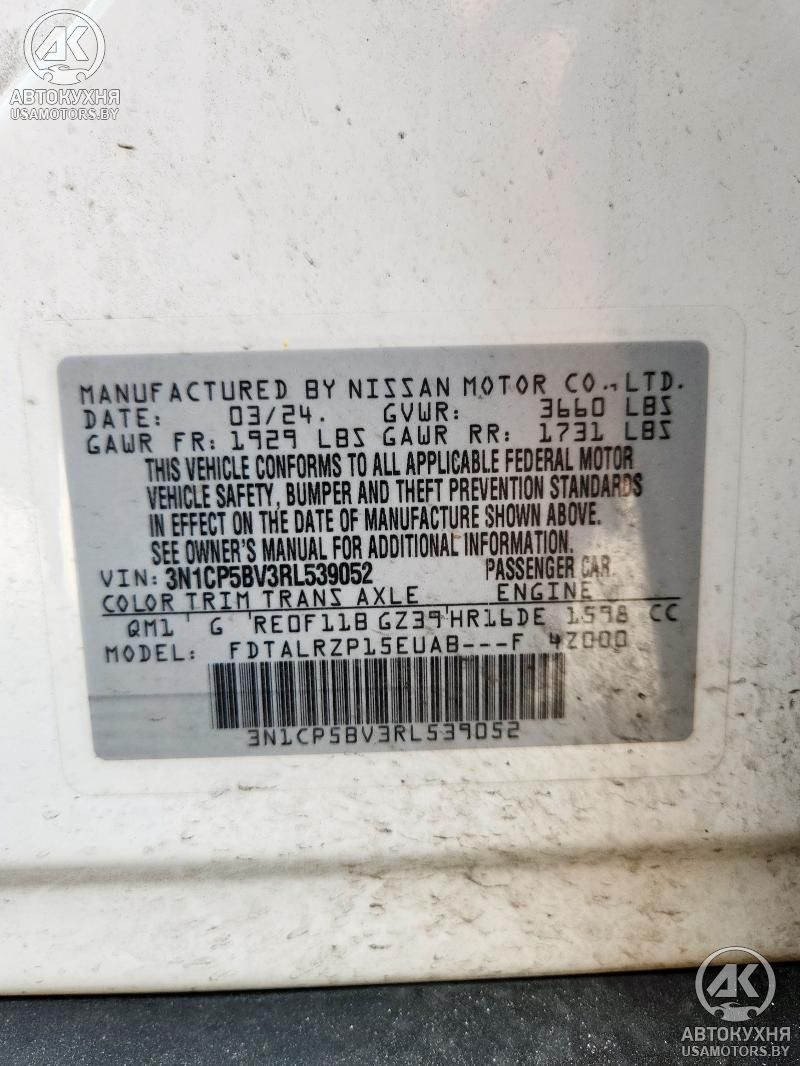 AK
АВТОКУХНЯ
USAMOTORS.BY
MANUFACTURED BY NISSAN MOTOR CO., LTD.
DATE: 03/24. GVWR: 3660 LBS
GAWR FR: 1929 LBS GAWR RR: 1731 LBS
THIS VEHICLE CONFORMS TO ALL APPLICABLE FEDERAL MOTOR
VEHICLE SAFETY, BUMPER AND THEFT PREVENTION STANDARDS
IN EFFECT ON THE DATE OF MANUFACTURE SHOWN ABOVE.
SEE OWNER'S MANUAL FOR ADDITIONAL INFORMATION.
VIN: 3N1CP5BV3RL539052 PASSENGER CAR
COLOR TRIM TRANS AXLE ENGINE
QM1 G RE0F11B GZ39 HR16DE 1598 CC
MODEL: FDTALRZP15EUAB---F 42000
3N1CP5BV3RL539052
AK
АВТОКУХНЯ
USAMOTORS.BY